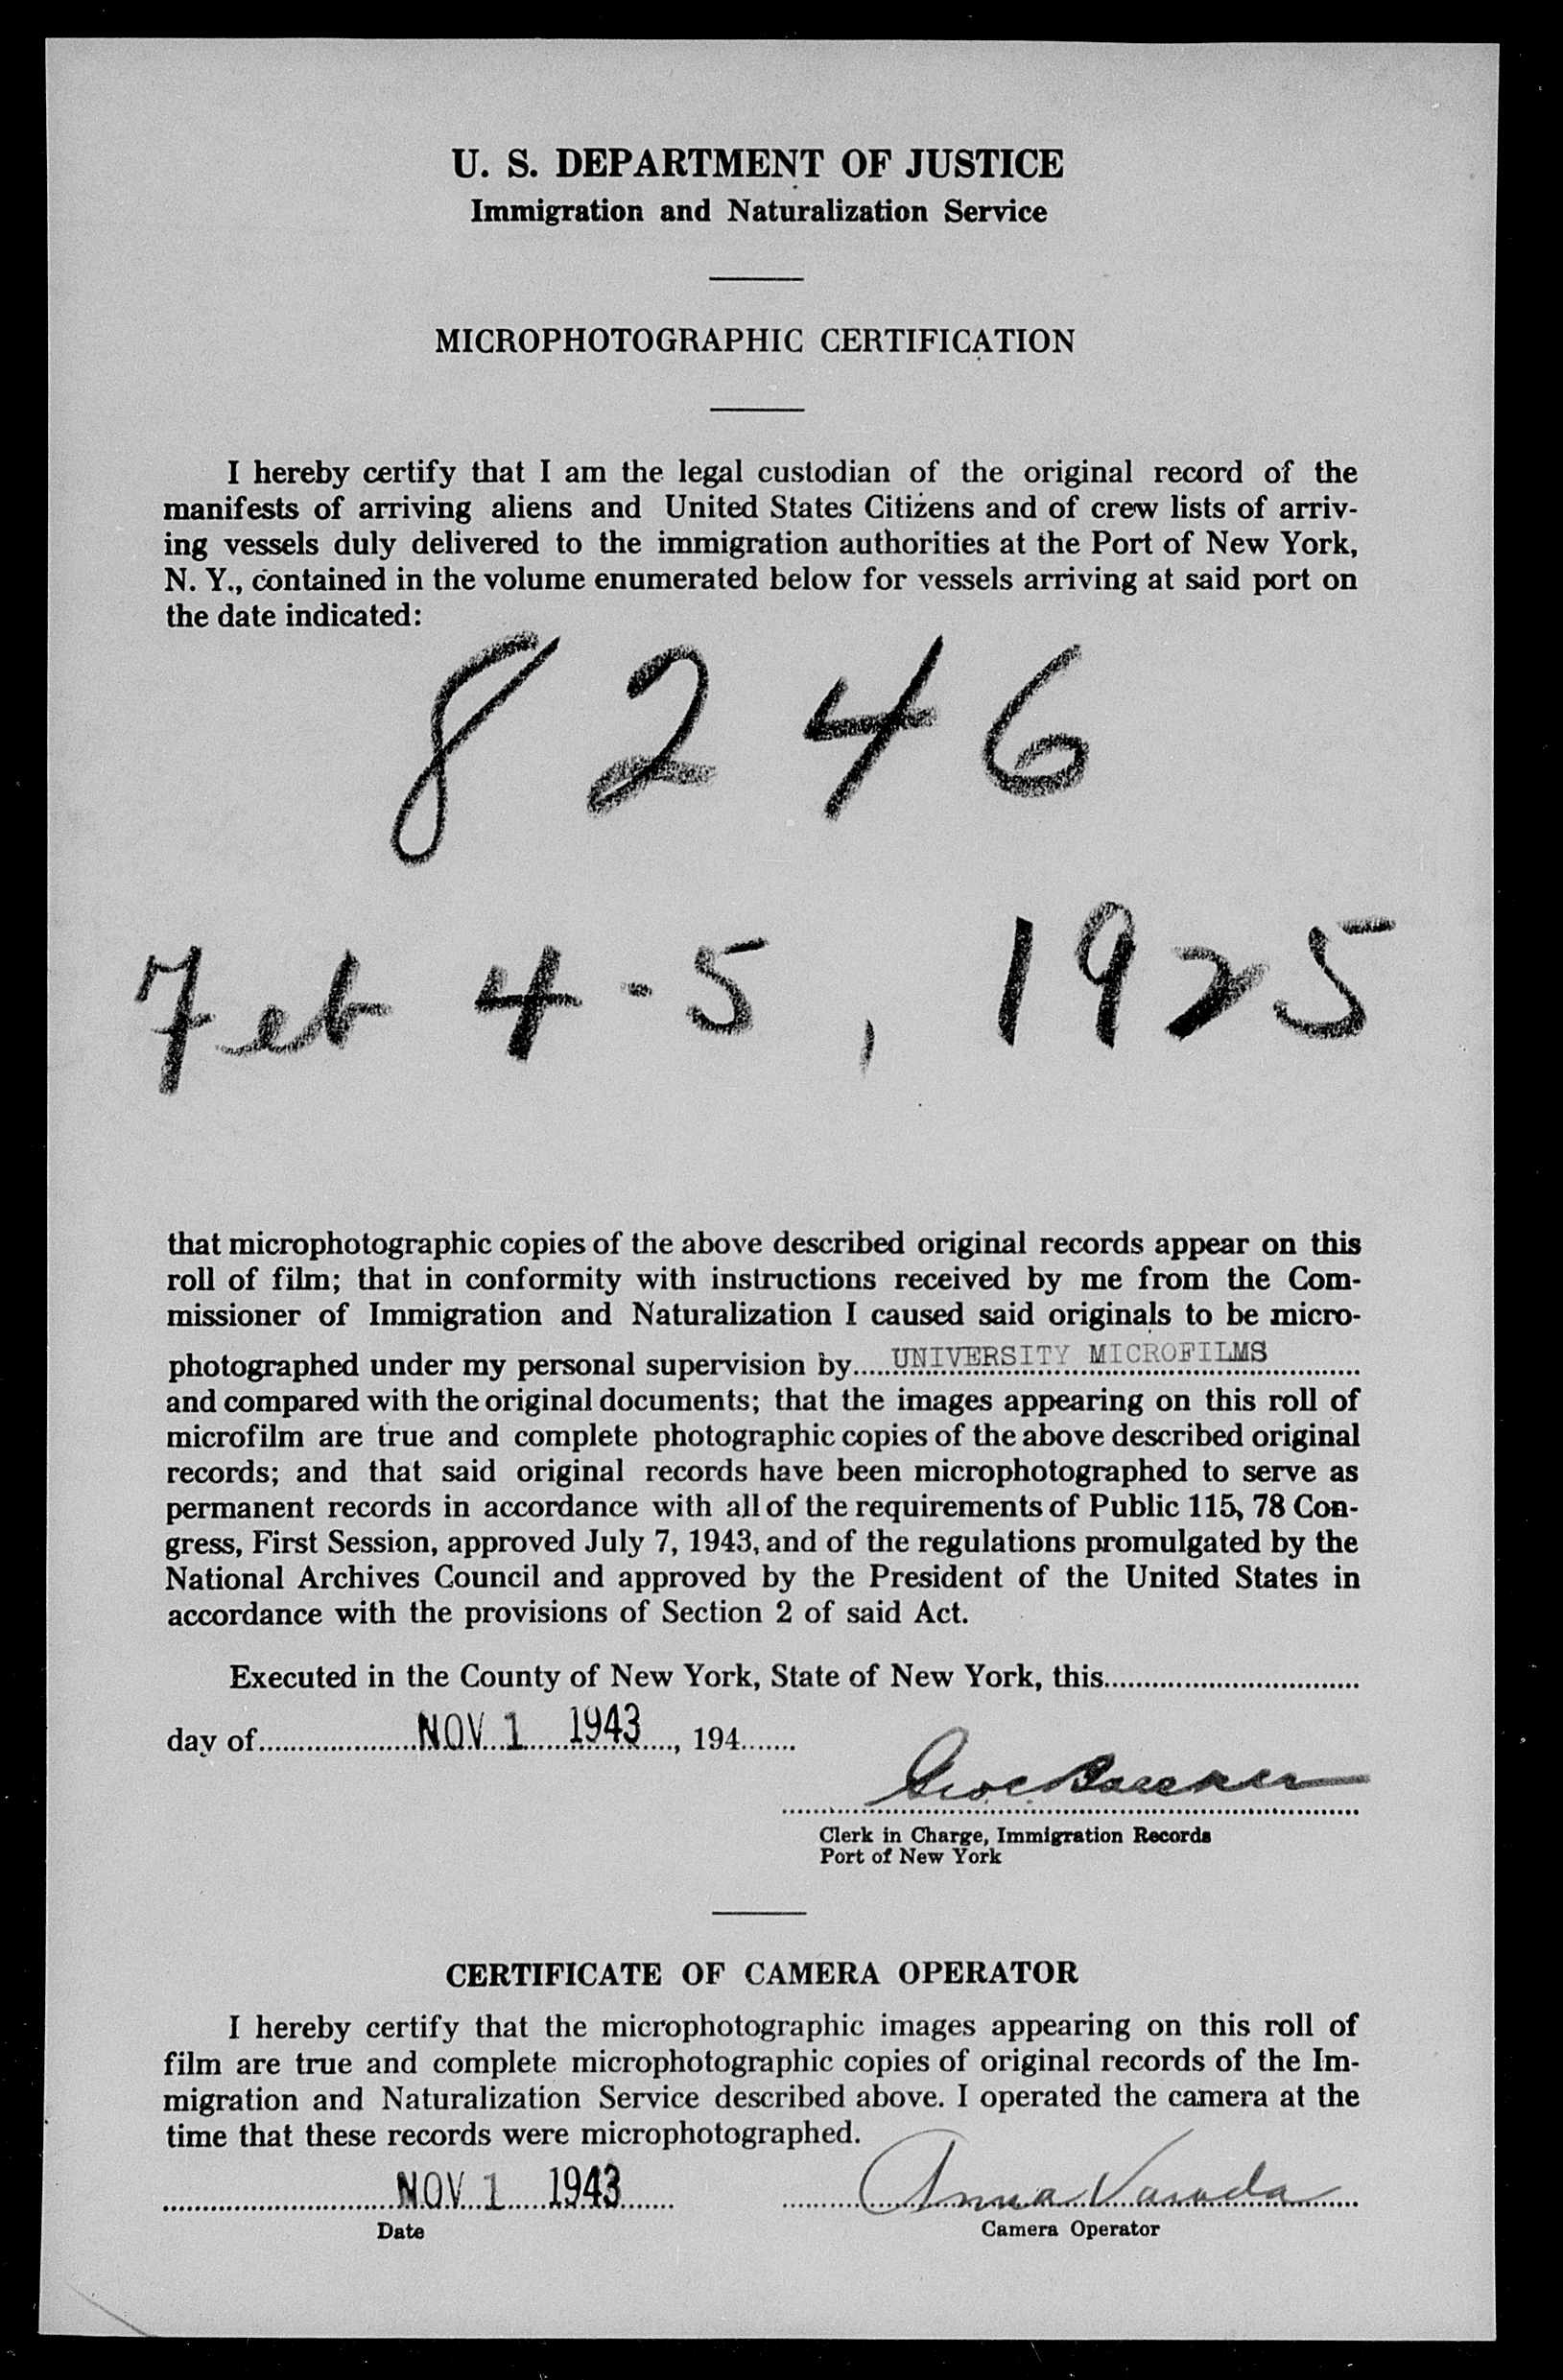 U. S. DEPARTMENT OF JUSTICE
Immigration and Naturalization Service
MICROPHOTOGRAPHIC CERTIFICATION
I hereby certify that I am the legal custodian of the original record of the
manifests of arriving aliens and United States Citizens and of crew lists of arriv-
ing vessels duly delivered to the immigration authorities at the Port of New York,
N. Y., contained in the volume enumerated below for vessels arriving at said port on
the date indicated:
8246
Feb 4-5, 1925
that microphotographic copies of the above described original records appear on this
roll of film; that in conformity with instructions received by me from the Com-
missioner of Immigration and Naturalization I caused said originals to be micro-
photographed under my personal supervision by.....UNIVERSITY MICROFILMS
and compared with the original documents; that the images appearing on this roll of
microfilm are true and complete photographic copies of the above described original
records; and that said original records have been microphotographed to serve as
permanent records in accordance with all of the requirements of Public 115, 78 Con-
gress, First Session, approved July 7, 1943, and of the regulations promulgated by the
National Archives Council and approved by the President of the United States in
accordance with the provisions of Section 2 of said Act.
Executed in the County of New York, State of New York, this
day of NOV 1 1943, 194
Clerk in Charge, Immigration Records
Port of New York
CERTIFICATE OF CAMERA OPERATOR
I hereby certify that the microphotographic images appearing on this roll of
film are true and complete microphotographic copies of original records of the Im-
migration and Naturalization Service described above. I operated the camera at the
time that these records were microphotographed.
NOV 1 1943 Anna
Date Camera Operator